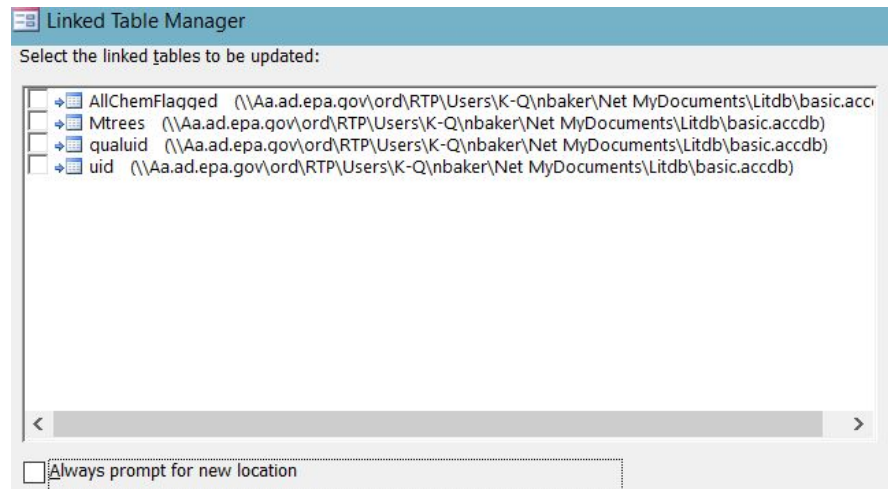 Linked Table Manager
Select the linked tables to be updated:
AllChemFlagged (\\Aa.ad.epa.gov\ord\RTP\Users\K-Q\nbaker\Net MyDocuments\Litdb\basic.acc
Mtrees (\\Aa.ad.epa.gov\ord\RTP\Users\K-Q\nbaker\Net MyDocuments\Litdb\basic.accdb)
qualuid (\\Aa.ad.epa.gov\ord\RTP\Users\K-Q\nbaker\Net MyDocuments\Litdb\basic.accdb)
uid (\\Aa.ad.epa.gov\ord\RTP\Users\K-Q\nbaker\Net MyDocuments\Litdb\basic.accdb)
Always prompt for new location